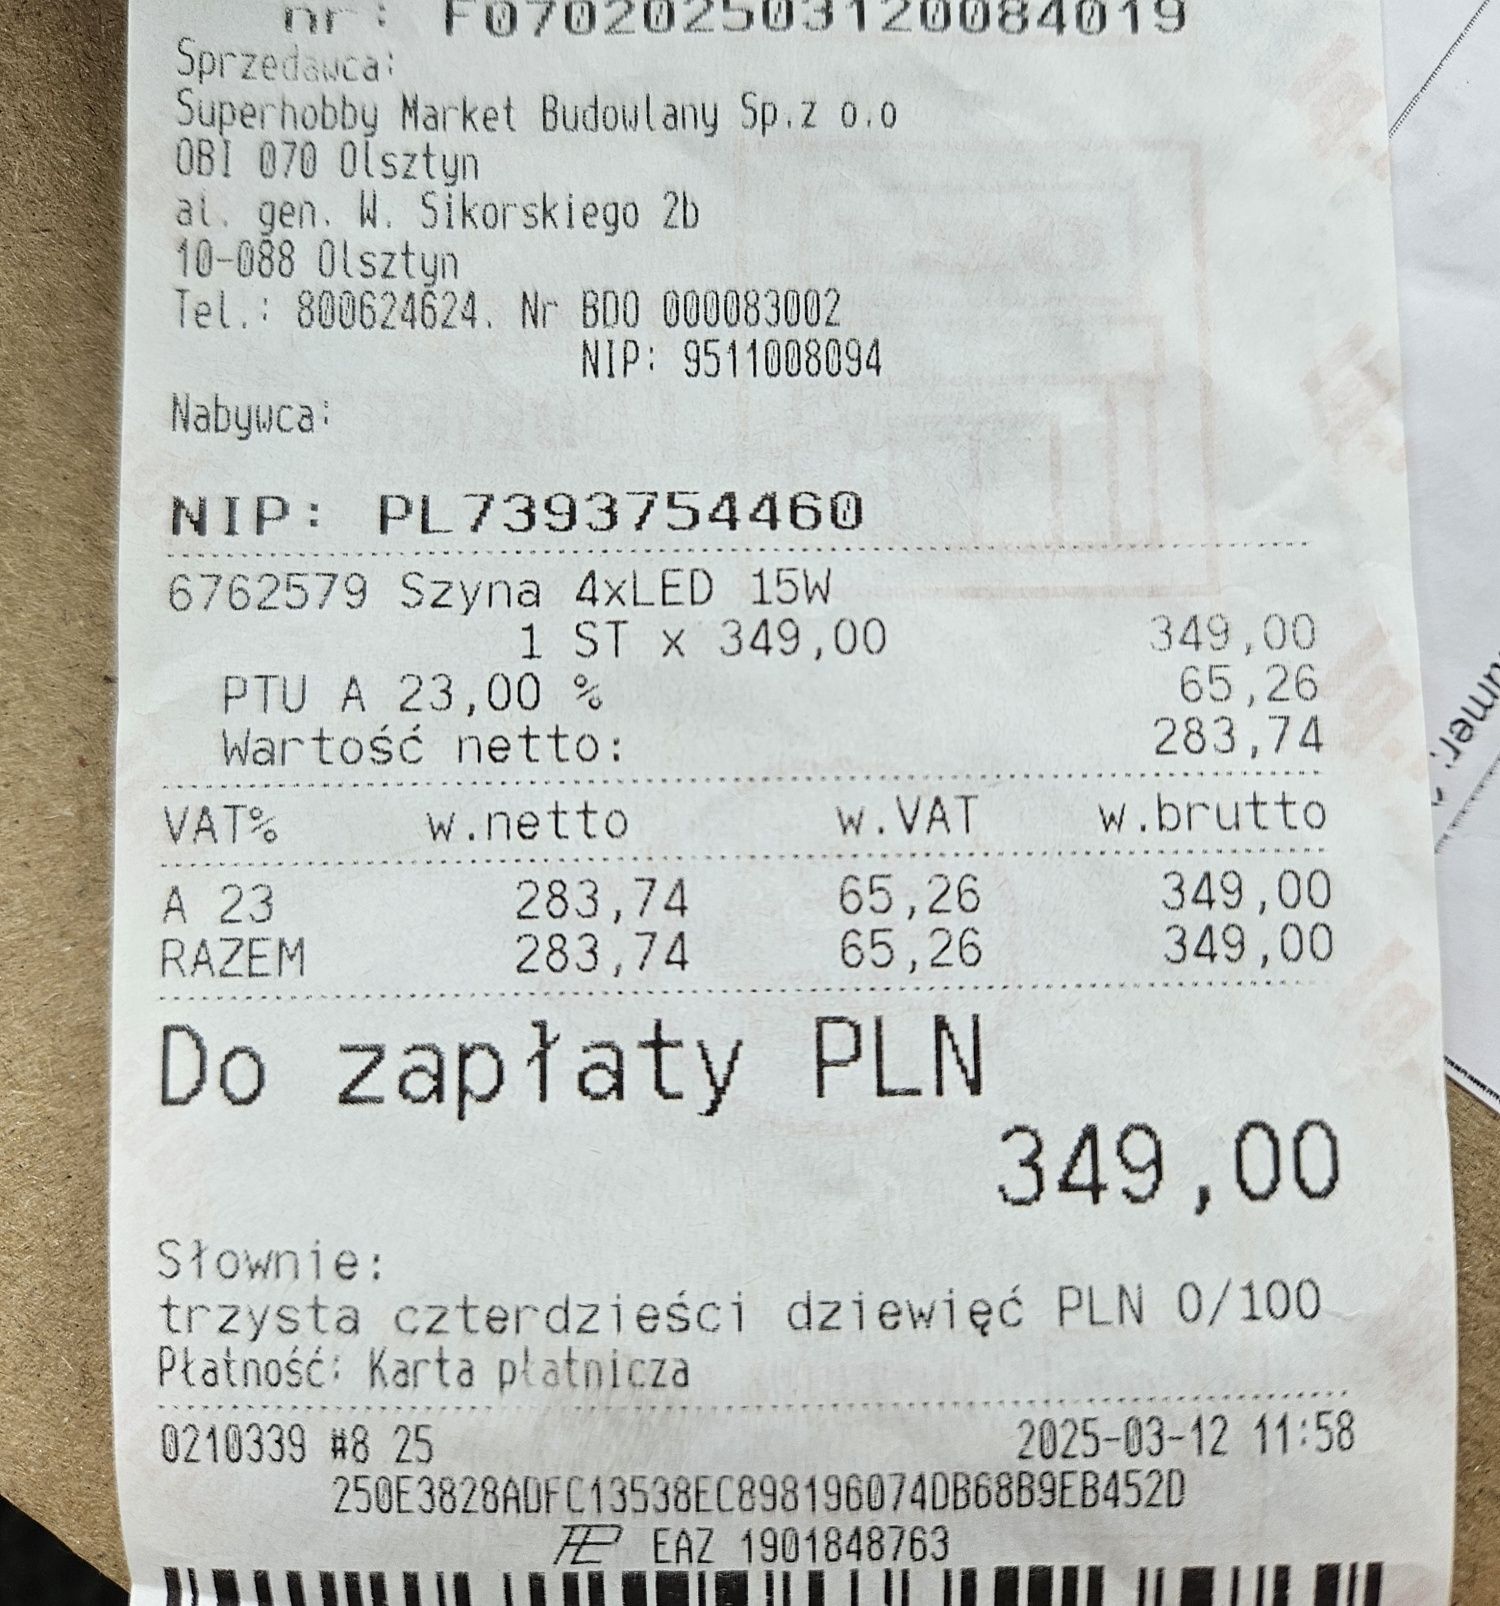 nr: F070202503120084019
Sprzedawca:
Superhobby Market Budowlany Sp.z o.o
OBI 070 Olsztyn
al. gen. W. Sikorskiego 2b
10-088 Olsztyn
Tel.: 800624624. Nr BDO 000083002
NIP: 9511008094
Nabywca:
NIP: PL7393754460
6762579 Szyna 4xLED 15W
1 ST x 349,00 349,00
PTU A 23,00 % 65,26
Wartość netto: 283,74
VAT% w.netto w.VAT w.brutto
A 23 283,74 65,26 349,00
RAZEM 283,74 65,26 349,00
Do zapłaty PLN
349,00
Słownie:
trzysta czterdzieści dziewięć PLN 0/100
Płatność: Karta płatnicza
0210339 #8 25 2025-03-12 11:58
250E3828ADFC13538EC898196074DB68B9EB452D
EAZ 1901848763